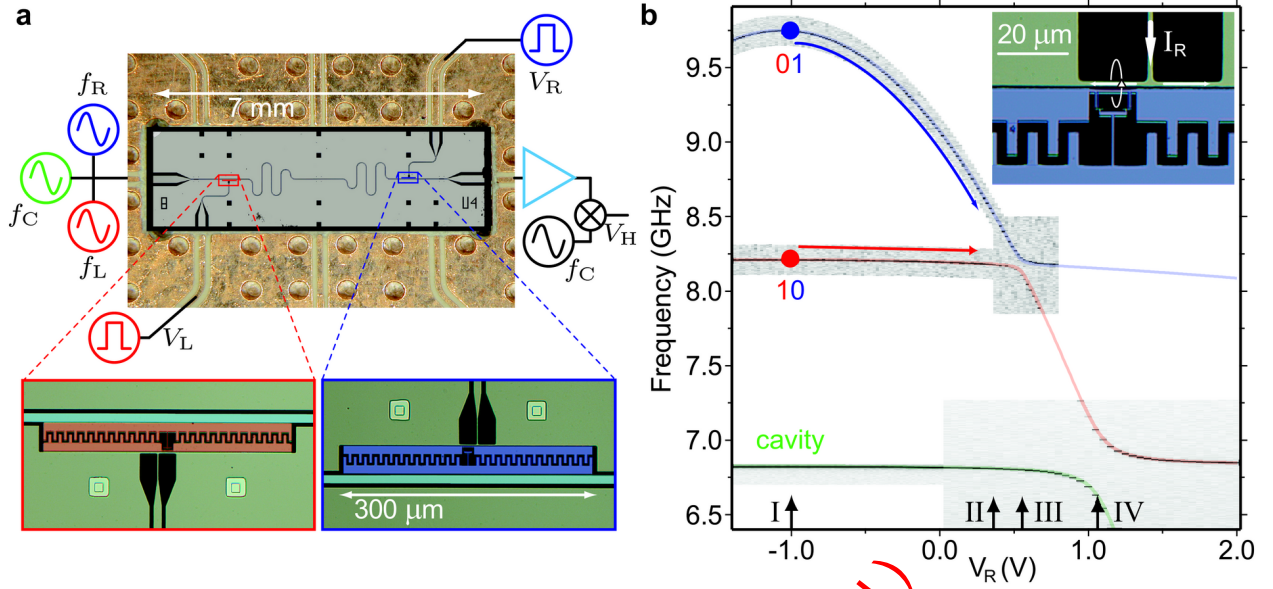 a
f_R
f_C
f_L
V_R
7 mm
8
U4
V_H
f_C
V_L
300 µm
b
Frequency (GHz)
9.5
9.0
8.5
8.0
7.5
7.0
6.5
01
10
cavity
20 µm
I_R
I
II
III
IV
-1.0
0.0
1.0
2.0
V_R (V)
)